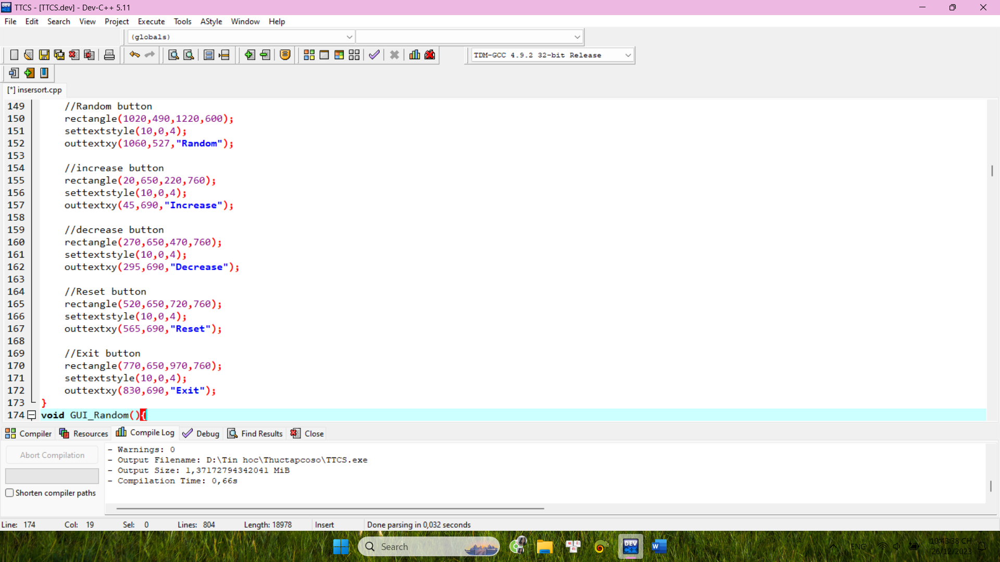 TTCS - [TTCS.dev] - Dev-C++ 5.11
File Edit Search View Project Execute Tools AStyle Window Help
(globals)
TDM-GCC 4.9.2 32-bit Release
[*] insersort.cpp
149 //Random button
150 rectangle(1020,490,1220,600);
151 settextstyle(10,0,4);
152 outtextxy(1060,527,"Random");
153
154 //increase button
155 rectangle(20,650,220,760);
156 settextstyle(10,0,4);
157 outtextxy(45,690,"Increase");
158
159 //decrease button
160 rectangle(270,650,470,760);
161 settextstyle(10,0,4);
162 outtextxy(295,690,"Decrease");
163
164 //Reset button
165 rectangle(520,650,720,760);
166 settextstyle(10,0,4);
167 outtextxy(565,690,"Reset");
168
169 //Exit button
170 rectangle(770,650,970,760);
171 settextstyle(10,0,4);
172 outtextxy(830,690,"Exit");
173 }
174 void GUI_Random(){
Compiler Resources Compile Log Debug Find Results Close
Abort Compilation
Shorten compiler paths
- Warnings: 0
- Output Filename: D:\Tin hoc\Thuctapcoso\TTCS.exe
- Output Size: 1,37172794342041 MiB
- Compilation Time: 0,66s
Line: 174 Col: 19 Sel: 0 Lines: 804 Length: 18978 Insert Done parsing in 0,032 seconds
Search
DEV C++
W
ENG
10:43:38 CH
26/12/2023